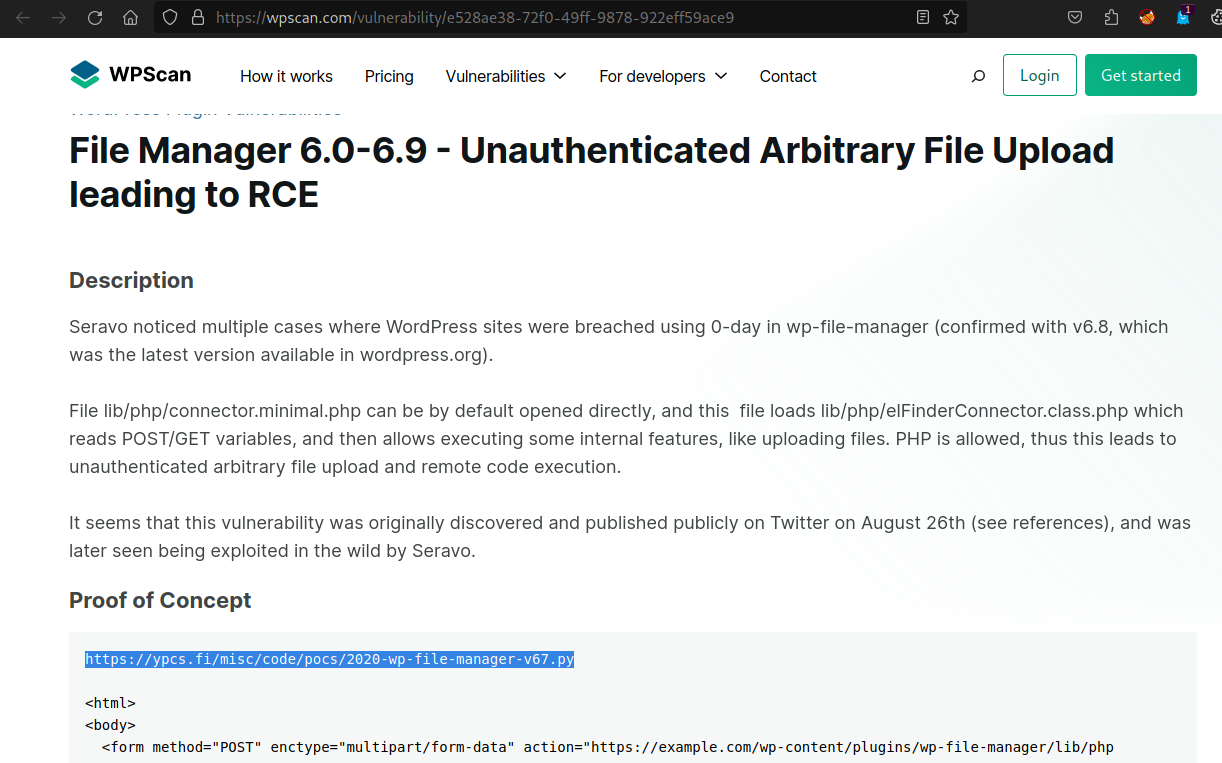 https://wpscan.com/vulnerability/e528ae38-72f0-49ff-9878-922eff59ace9
1
WPScan
How it works Pricing Vulnerabilities For developers Contact Login Get started
WordPress Plugin Vulnerabilities
File Manager 6.0-6.9 - Unauthenticated Arbitrary File Upload
leading to RCE
Description
Seravo noticed multiple cases where WordPress sites were breached using 0-day in wp-file-manager (confirmed with v6.8, which
was the latest version available in wordpress.org).
File lib/php/connector.minimal.php can be by default opened directly, and this  file loads lib/php/elFinderConnector.class.php which
reads POST/GET variables, and then allows executing some internal features, like uploading files. PHP is allowed, thus this leads to
unauthenticated arbitrary file upload and remote code execution.
It seems that this vulnerability was originally discovered and published publicly on Twitter on August 26th (see references), and was
later seen being exploited in the wild by Seravo.
Proof of Concept
https://ypcs.fi/misc/code/pocs/2020-wp-file-manager-v67.py
<html>
<body>
<form method="POST" enctype="multipart/form-data" action="https://example.com/wp-content/plugins/wp-file-manager/lib/php